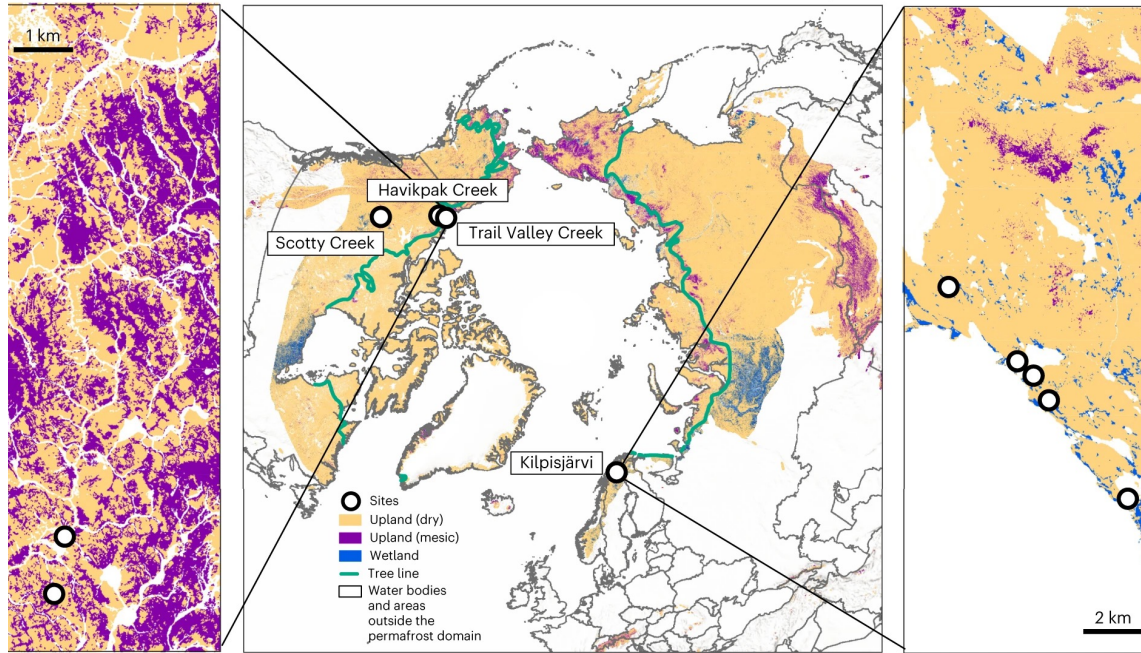 1 km
Havikpak Creek
Scotty Creek
Trail Valley Creek
Kilpisjärvi
Sites
Upland (dry)
Upland (mesic)
Wetland
Tree line
Water bodies
and areas
outside the
permafrost domain
2 km